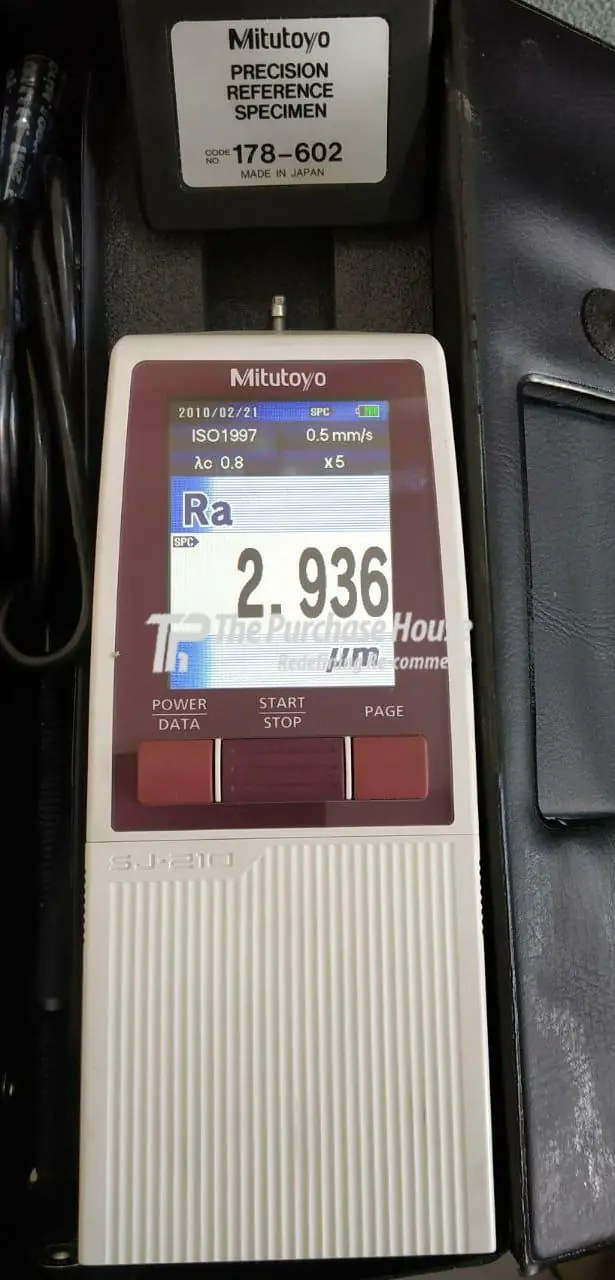 Mitutoyo
PRECISION
REFERENCE
SPECIMEN
CODE NO. 178-602
MADE IN JAPAN
Mitutoyo
2010/02/21 SPC
ISO1997 0.5 mm/s
λc 0.8 x5
Ra
SPC
2.936
The Purchase House
µm
POWER DATA START STOP PAGE
SJ-210